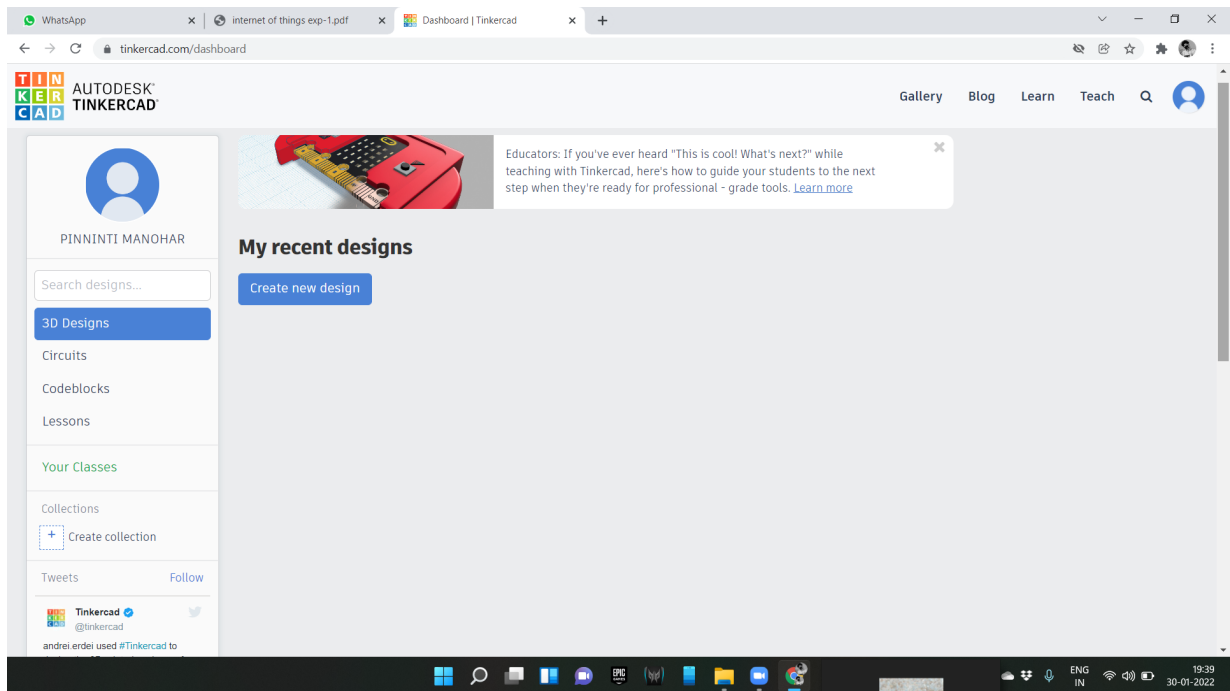 WhatsApp
internet of things exp-1.pdf
Dashboard | Tinkercad
tinkercad.com/dashboard
TIN
KER
CAD
AUTODESK®
TINKERCAD®
Gallery
Blog
Learn
Teach
PINNINTI MANOHAR
Search designs...
3D Designs
Circuits
Codeblocks
Lessons
Your Classes
Collections
+ Create collection
Tweets
Follow
Tinkercad
@tinkercad
andrei.erdei used #Tinkercad to
Educators: If you've ever heard "This is cool! What's next?" while
teaching with Tinkercad, here's how to guide your students to the next
step when they're ready for professional - grade tools. Learn more
My recent designs
Create new design
EPIC
ENG
IN
19:39
30-01-2022